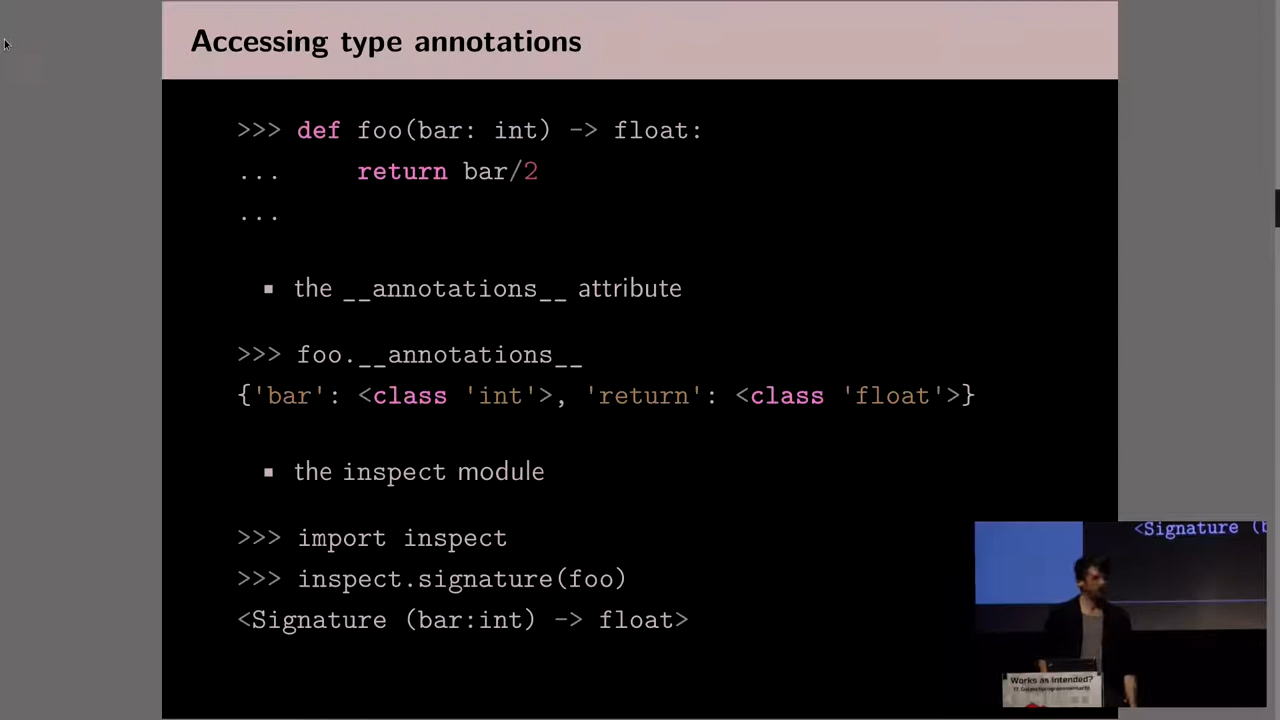 Accessing type annotations
>>> def foo(bar: int) -> float:
...     return bar/2
...
▪ the __annotations__ attribute
>>> foo.__annotations__
{'bar': <class 'int'>, 'return': <class 'float'>}
▪ the inspect module
>>> import inspect
>>> inspect.signature(foo)
<Signature (bar:int) -> float>
<Signature (b
Works as Intended?